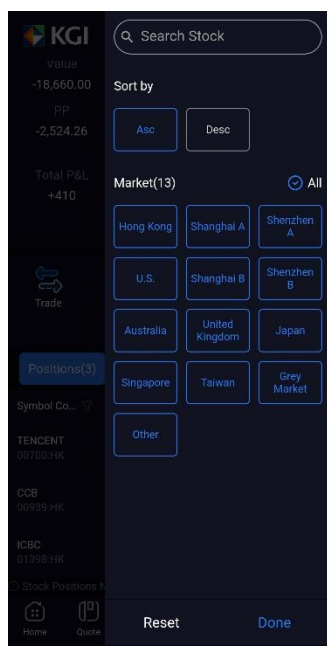 KGI
Value
-18,660.00
PP
-2,524.26
Total P&L
+410
Trade
Positions(3)
Symbol Co...
TENCENT
00700:HK
CCB
00939:HK
ICBC
01398:HK
Stock Positions N
Home
Quote
Search Stock
Sort by
Asc
Desc
Market(13)
All
Hong Kong
Shanghai A
Shenzhen
A
U.S.
Shanghai B
Shenzhen
B
Australia
United
Kingdom
Japan
Singapore
Taiwan
Grey
Market
Other
Reset
Done